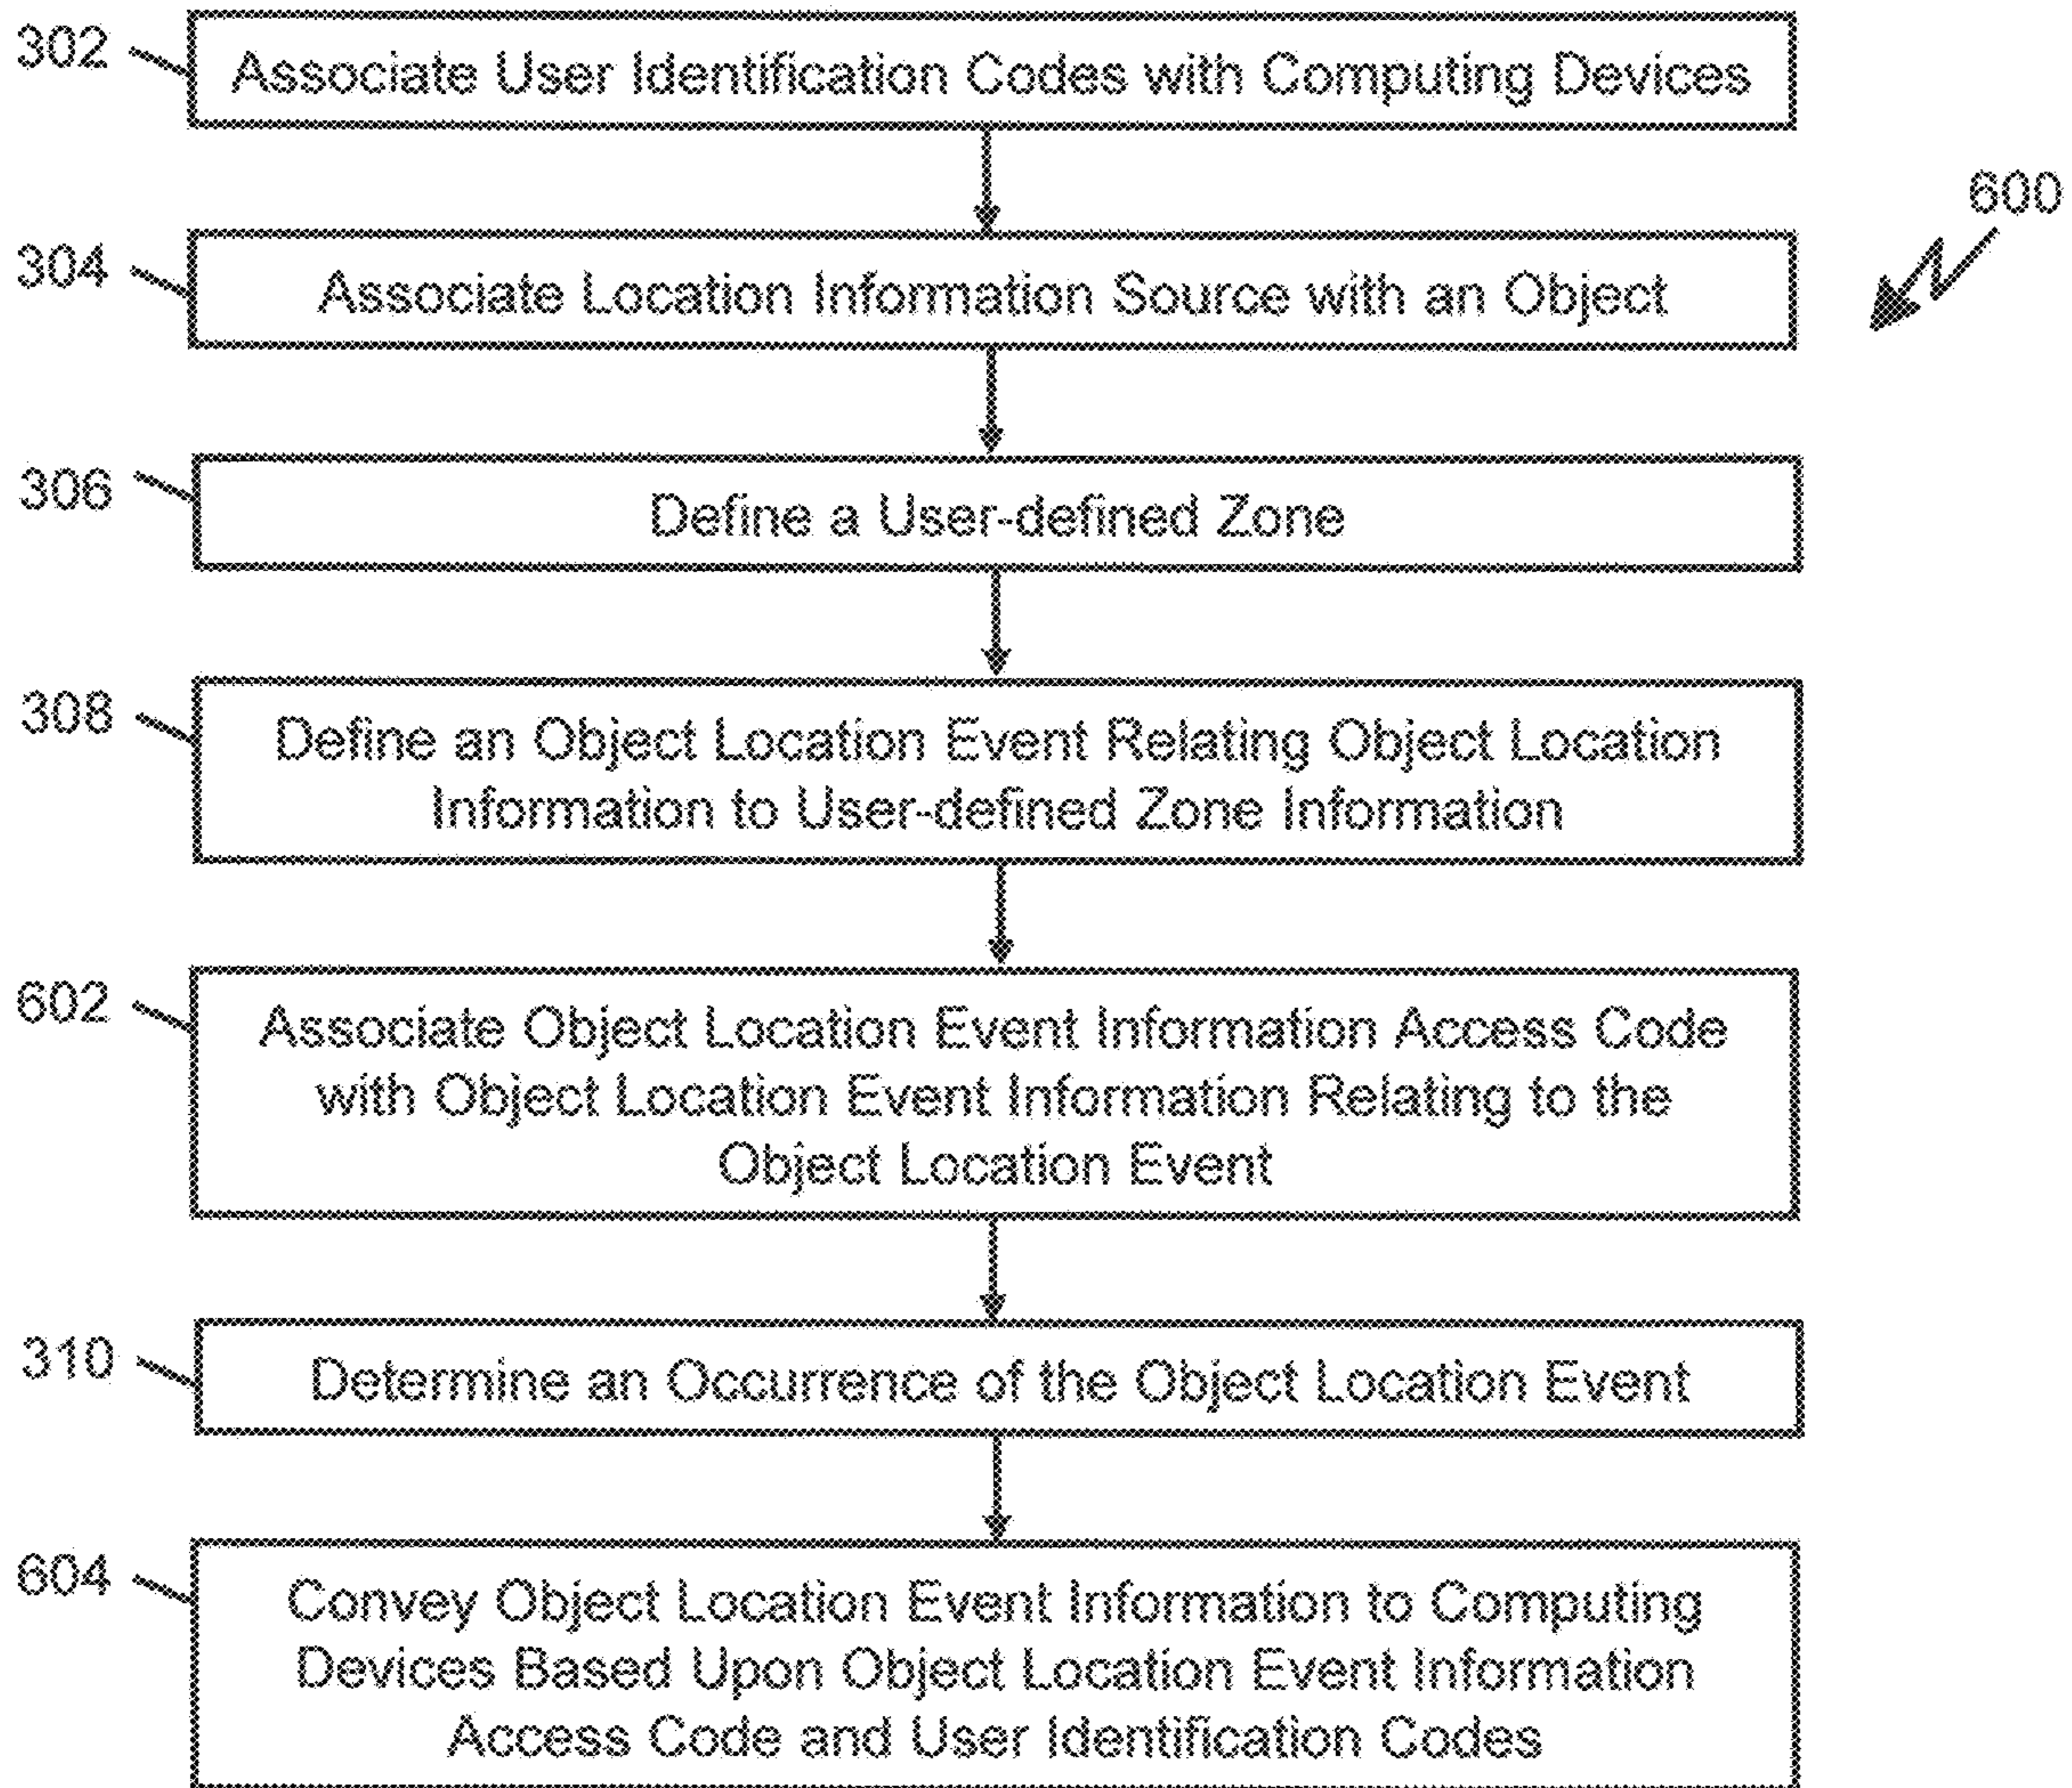 302
Associate User Identification Codes with Computing Devices
600
304
Associate Location Information Source with an Object
306
Define a User-defined Zone
308
Define an Object Location Event Relating Object Location
Information to User-defined Zone Information
602
Associate Object Location Event Information Access Code
with Object Location Event Information Relating to the
Object Location Event
310
Determine an Occurrence of the Object Location Event
604
Convey Object Location Event Information to Computing
Devices Based Upon Object Location Event Information
Access Code and User Identification Codes